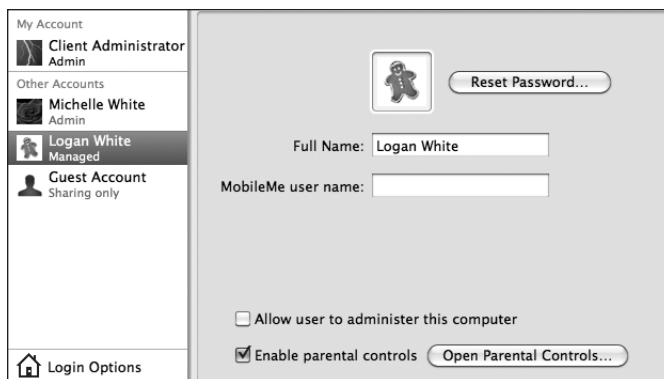 My Account
Client Administrator
Admin
Other Accounts
Michelle White
Admin
Logan White
Managed
Guest Account
Sharing only
Login Options
Reset Password...
Full Name: Logan White
MobileMe user name:
Allow user to administer this computer
Enable parental controls Open Parental Controls...